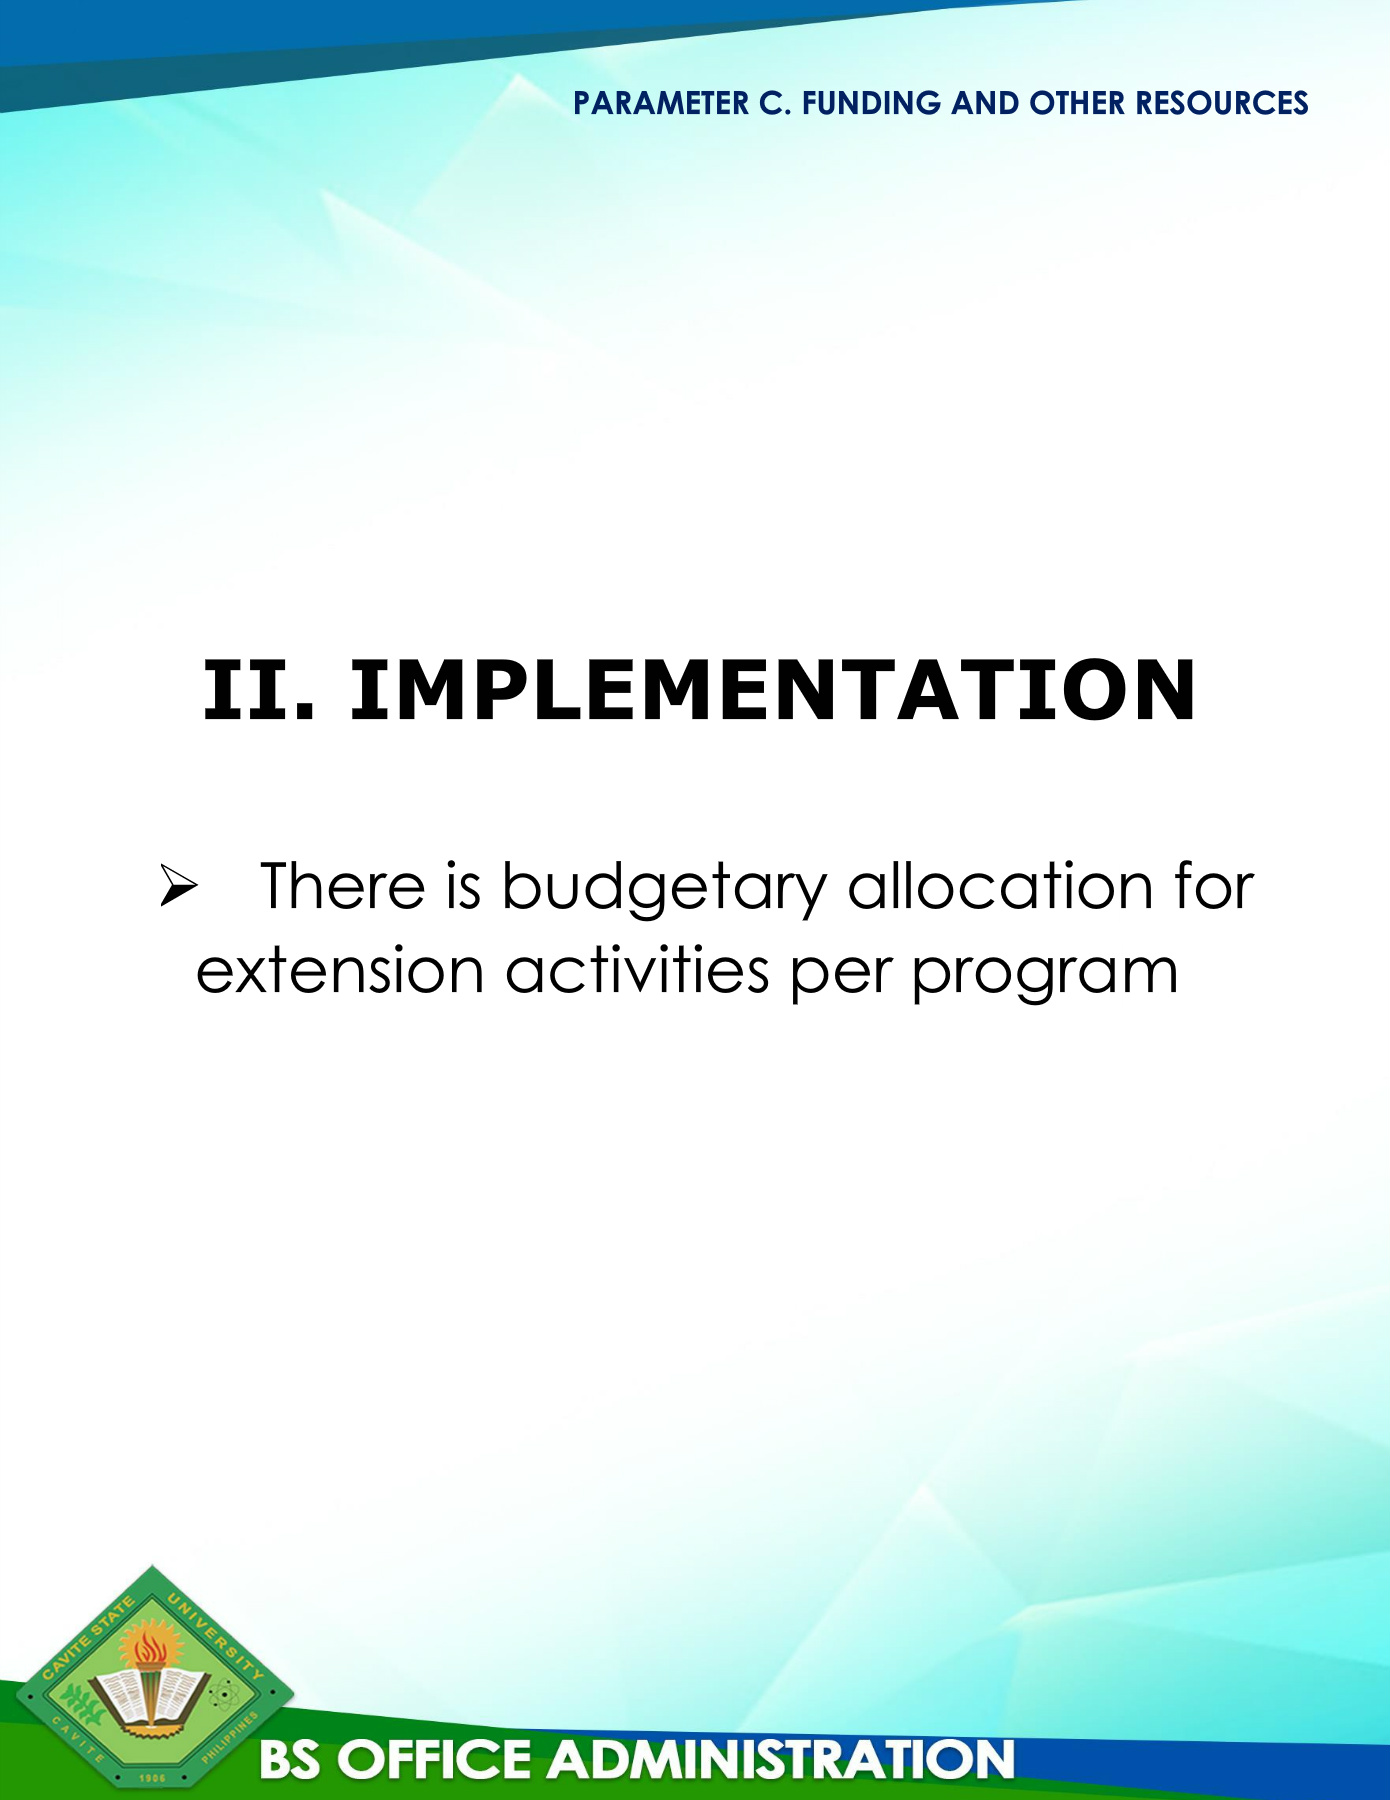 PARAMETER C. FUNDING AND OTHER RESOURCES
II. IMPLEMENTATION
➢ There is budgetary allocation for
extension activities per program
CAVITE STATE UNIVERSITY
CAVITE PHILIPPINES
1906
BS OFFICE ADMINISTRATION